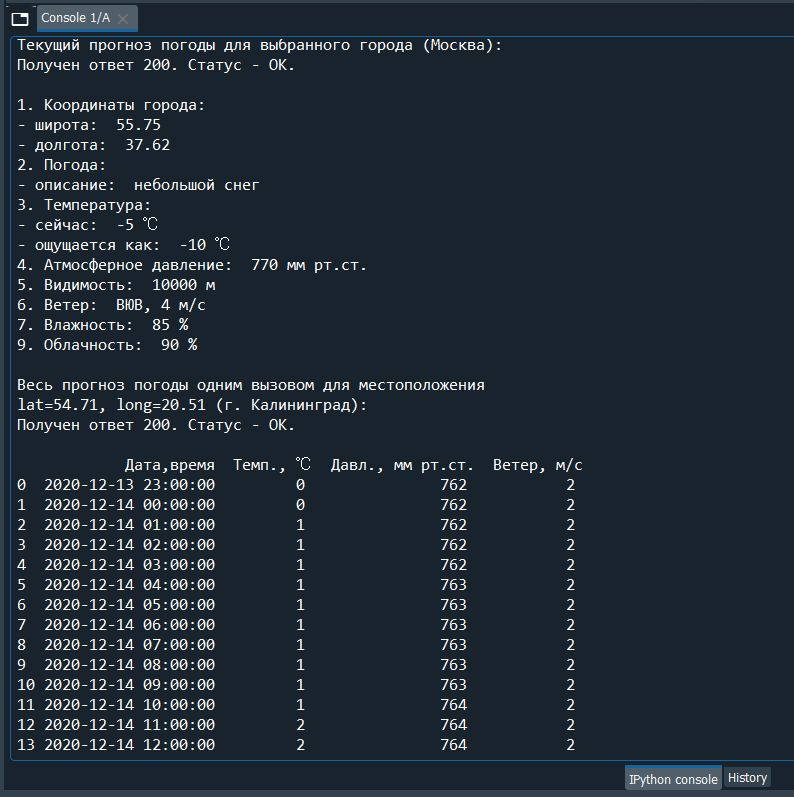 Console 1/A
Текущий прогноз погоды для выбранного города (Москва):
Получен ответ 200. Статус - OK.
1. Координаты города:
- широта:  55.75
- долгота:  37.62
2. Погода:
- описание:  небольшой снег
3. Температура:
- сейчас:  -5 ℃
- ощущается как:  -10 ℃
4. Атмосферное давление:  770 мм рт.ст.
5. Видимость:  10000 м
6. Ветер:  ВЮВ, 4 м/с
7. Влажность:  85 %
9. Облачность:  90 %
Весь прогноз погоды одним вызовом для местоположения
lat=54.71, long=20.51 (г. Калининград):
Получен ответ 200. Статус - OK.
Дата,время  Темп., ℃  Давл., мм рт.ст.  Ветер, м/с
0  2020-12-13 23:00:00  0  762  2
1  2020-12-14 00:00:00  0  762  2
2  2020-12-14 01:00:00  1  762  2
3  2020-12-14 02:00:00  1  762  2
4  2020-12-14 03:00:00  1  762  2
5  2020-12-14 04:00:00  1  763  2
6  2020-12-14 05:00:00  1  763  2
7  2020-12-14 06:00:00  1  763  2
8  2020-12-14 07:00:00  1  763  2
9  2020-12-14 08:00:00  1  763  2
10 2020-12-14 09:00:00  1  763  2
11 2020-12-14 10:00:00  1  764  2
12 2020-12-14 11:00:00  2  764  2
13 2020-12-14 12:00:00  2  764  2
IPython console History